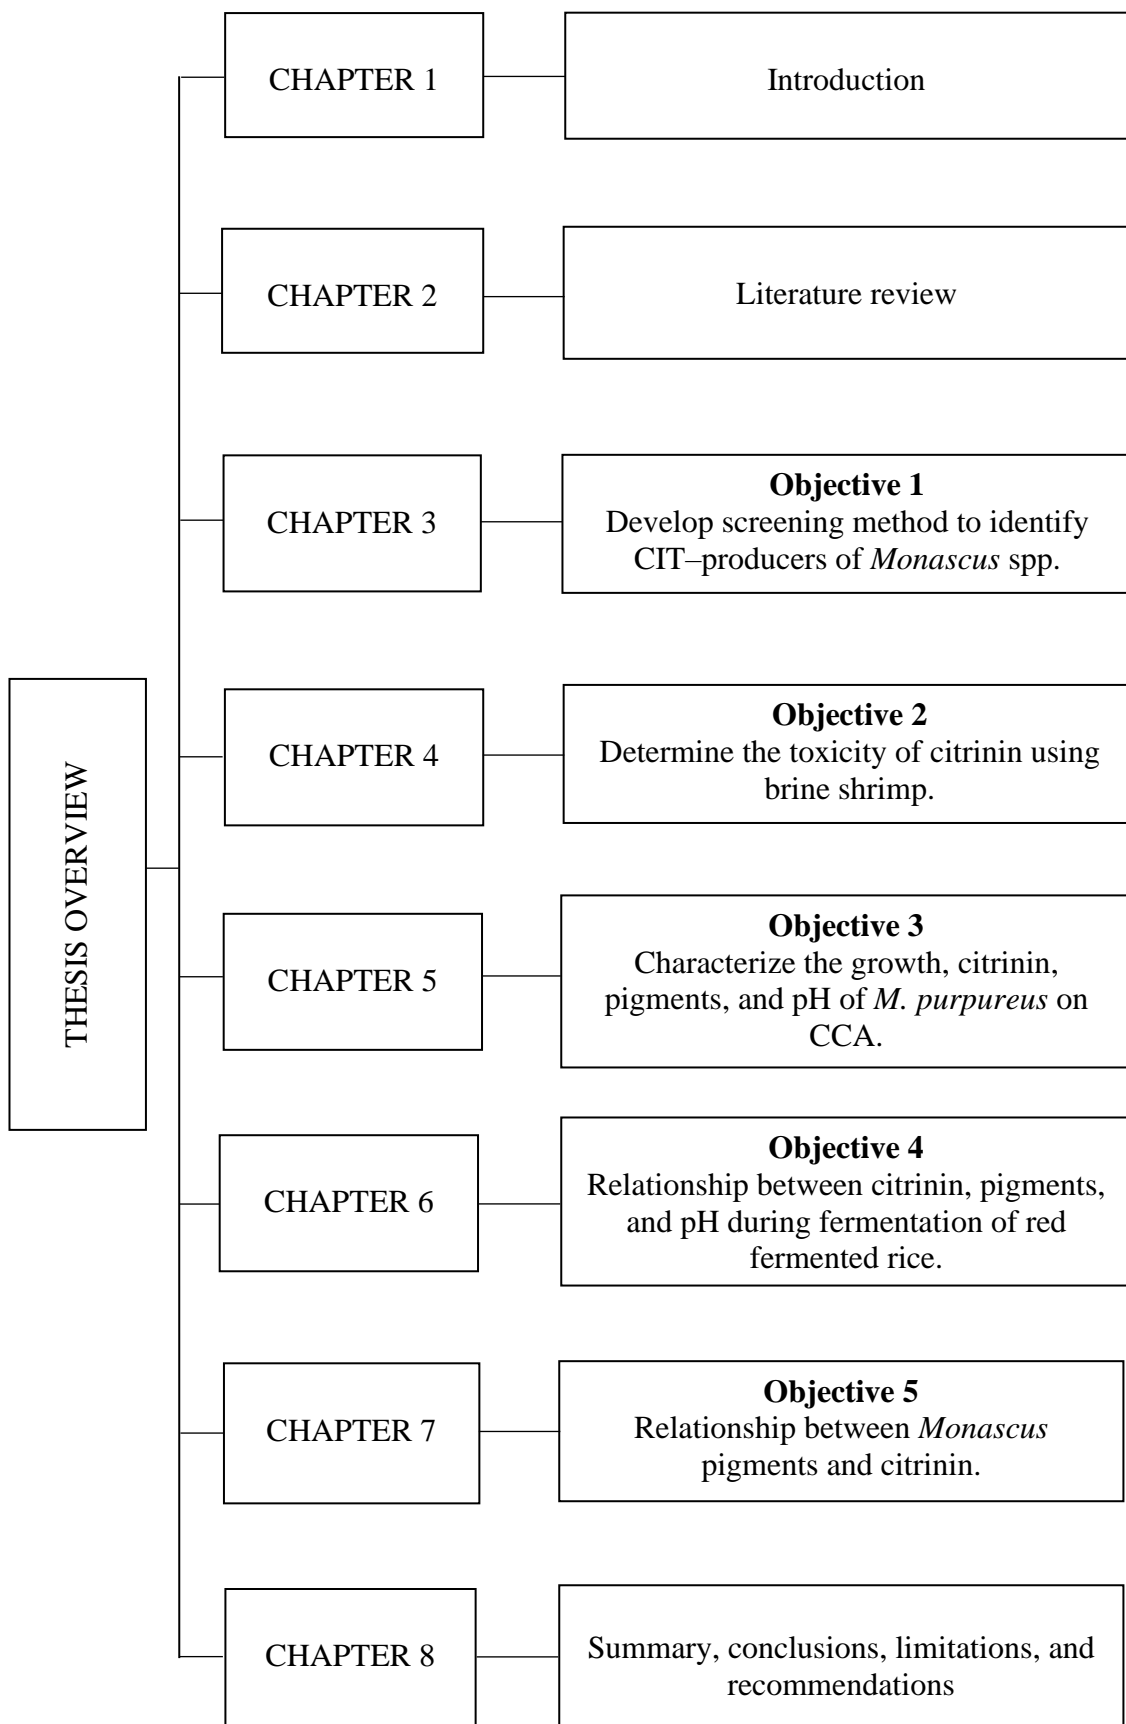 THESIS OVERVIEW
CHAPTER 1
Introduction
CHAPTER 2
Literature review
CHAPTER 3
Objective 1
Develop screening method to identify
CIT–producers of Monascus spp.
CHAPTER 4
Objective 2
Determine the toxicity of citrinin using
brine shrimp.
CHAPTER 5
Objective 3
Characterize the growth, citrinin,
pigments, and pH of M. purpureus on
CCA.
CHAPTER 6
Objective 4
Relationship between citrinin, pigments,
and pH during fermentation of red
fermented rice.
CHAPTER 7
Objective 5
Relationship between Monascus
pigments and citrinin.
CHAPTER 8
Summary, conclusions, limitations, and
recommendations